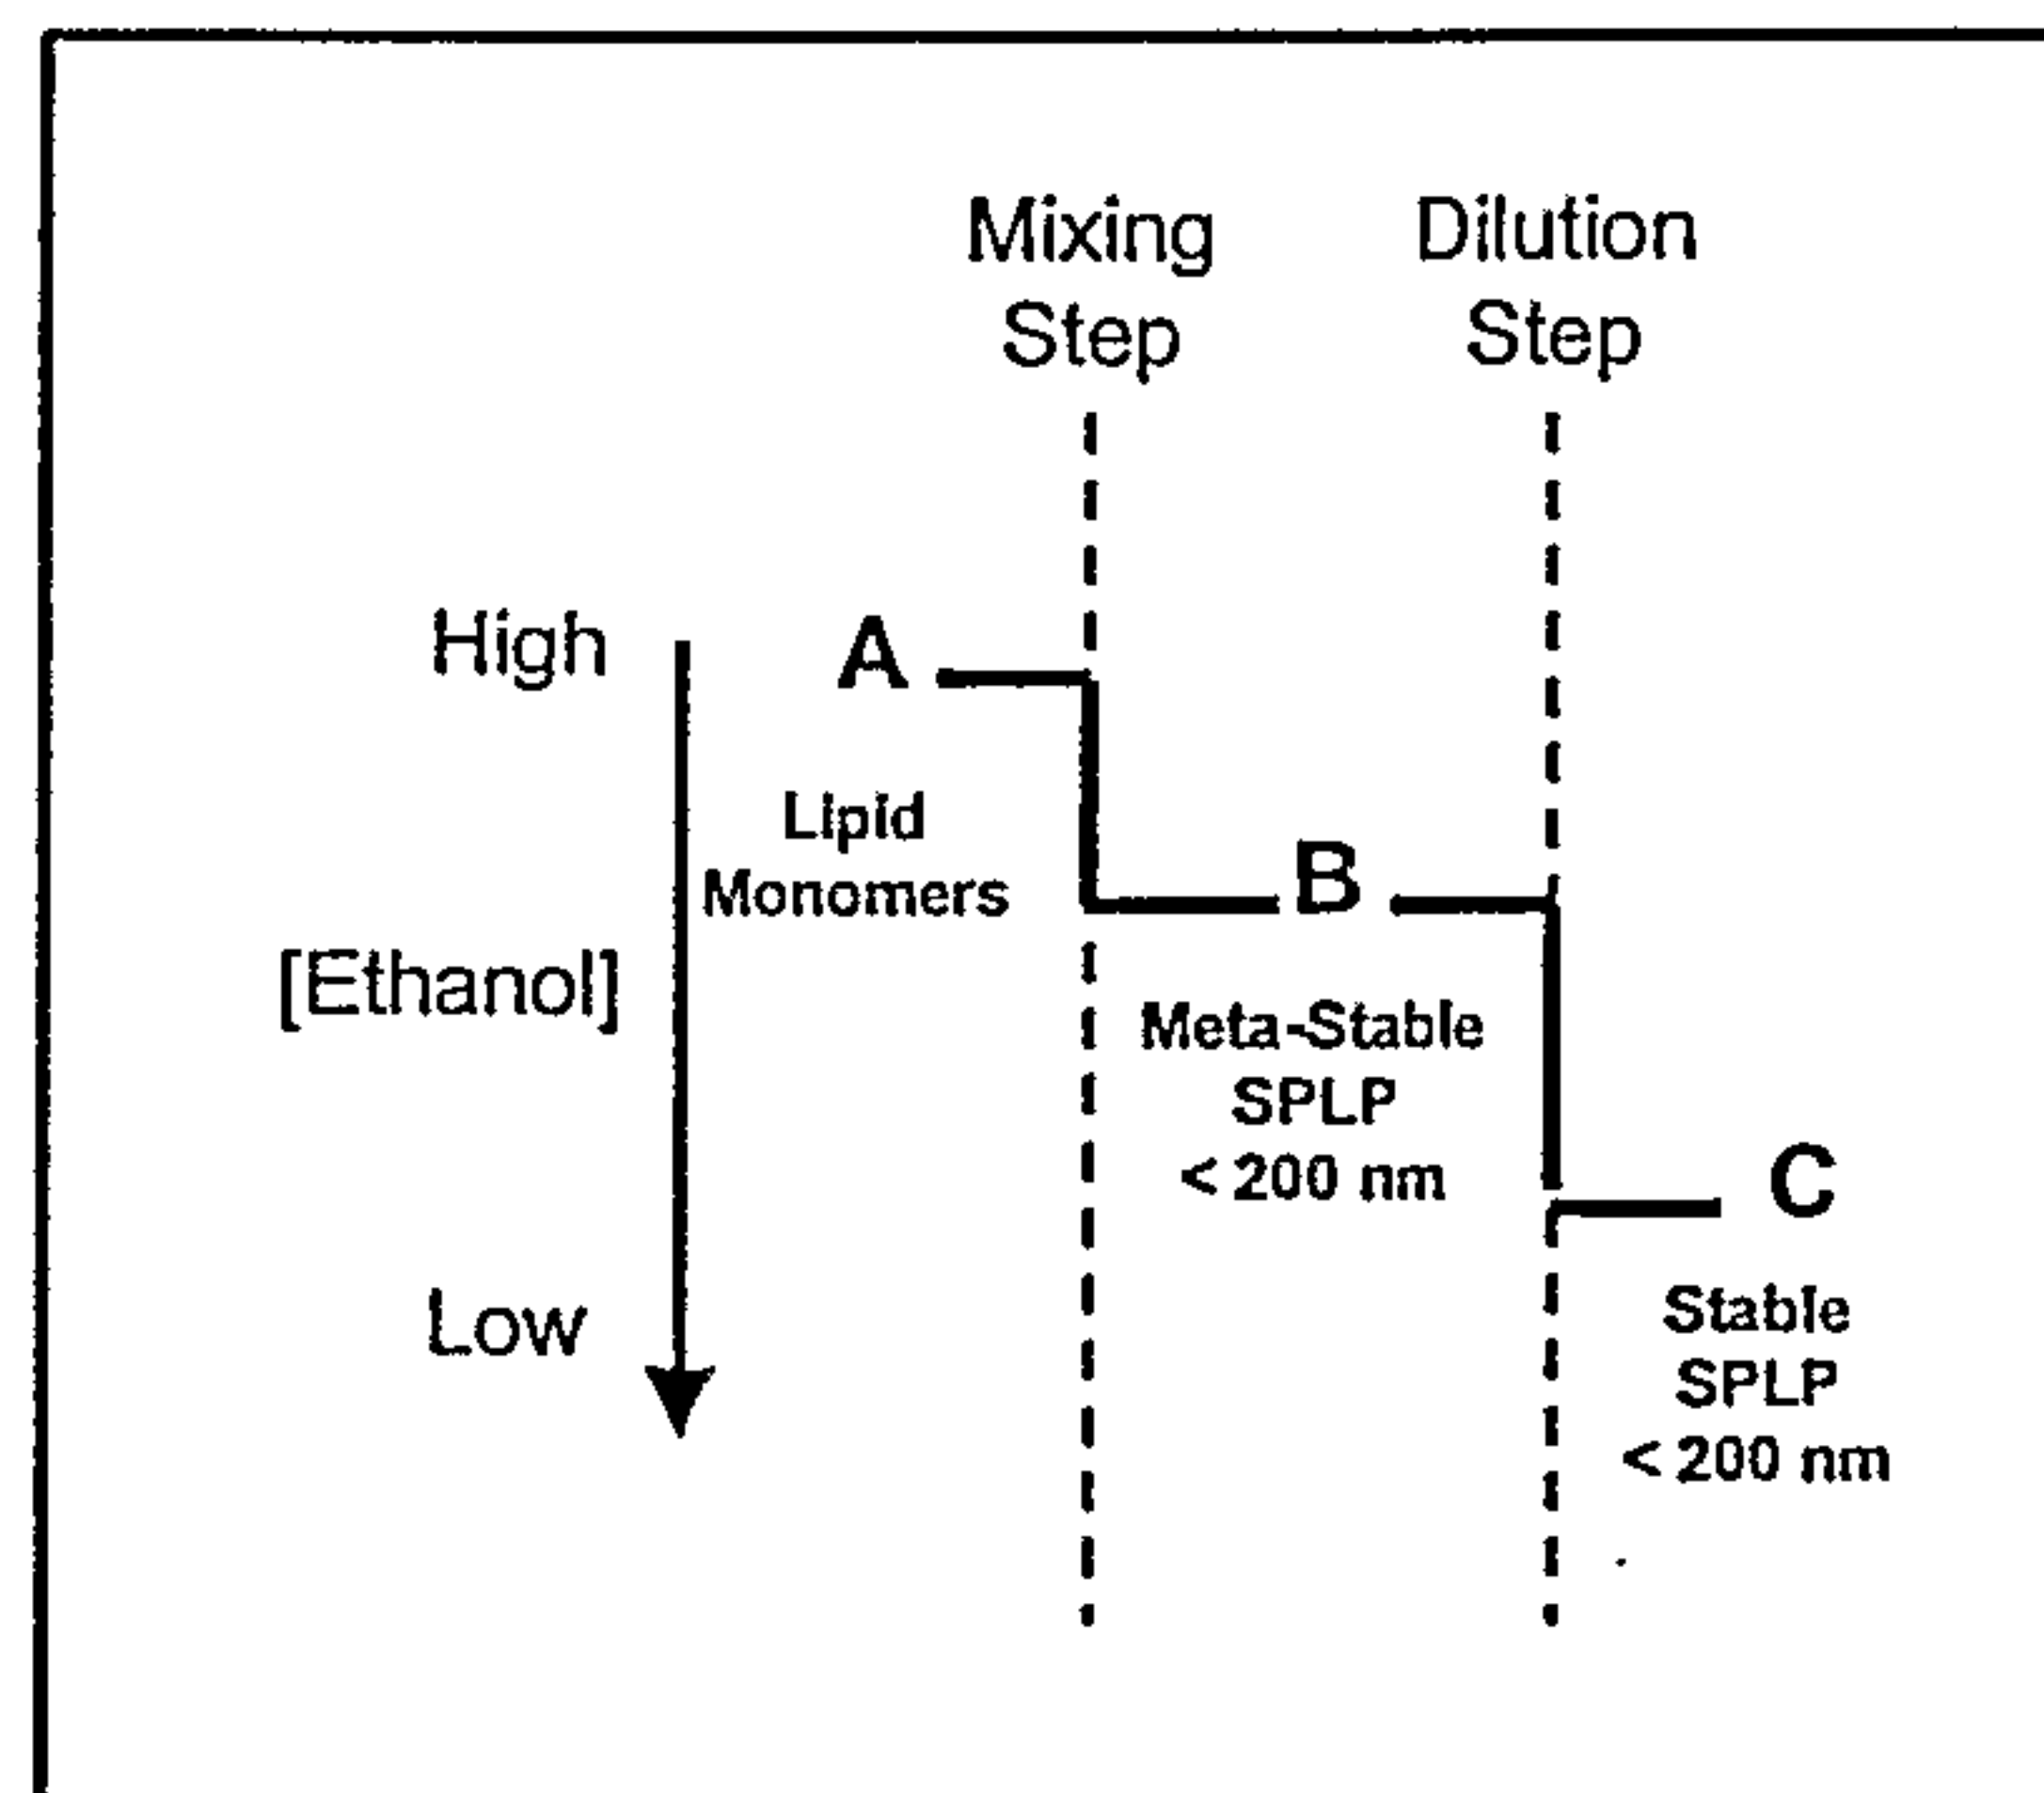 Mixing
Step
Dilution
Step
High
A
Lipid
Monomers
B
[Ethanol]
Meta-Stable
SPLP
< 200 nm
C
Low
Stable
SPLP
< 200 nm